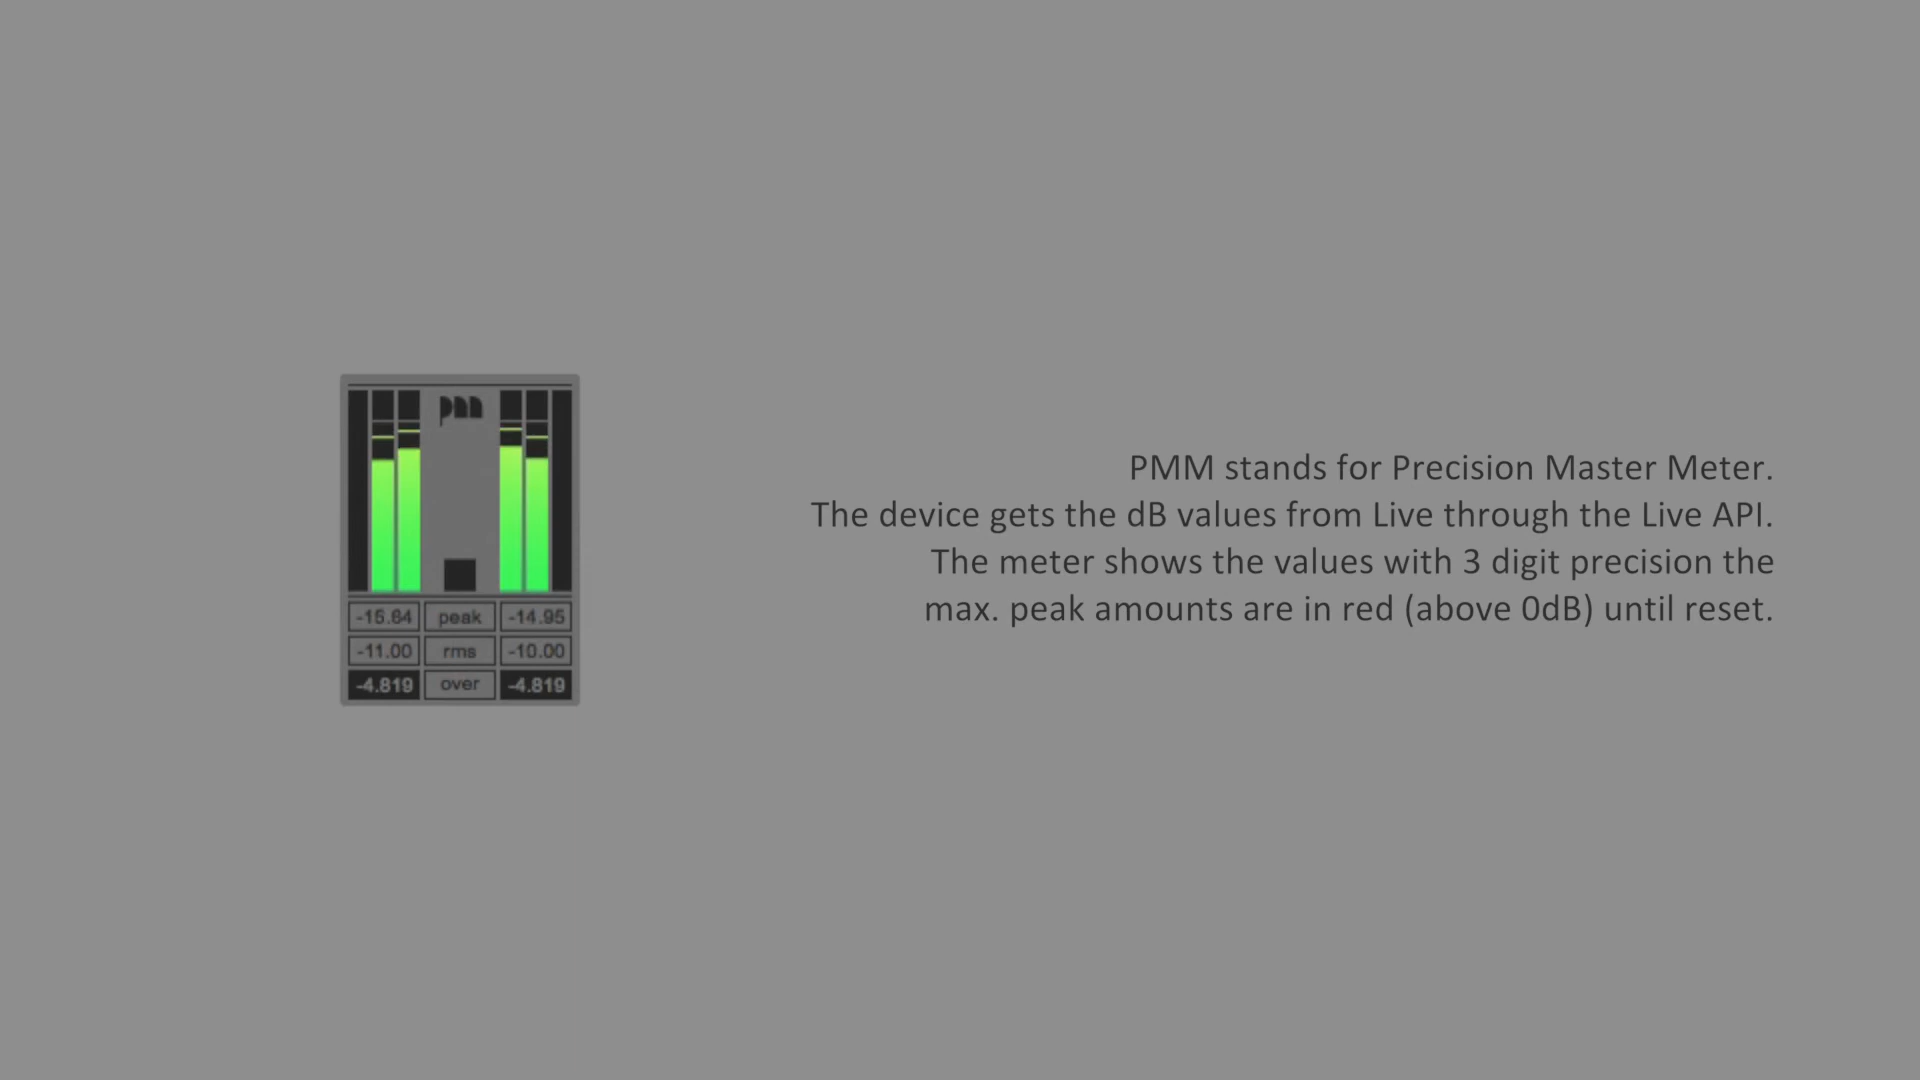 pmm
-15.64 peak -14.95
-11.00 rms -10.00
-4.819 over -4.819
PMM stands for Precision Master Meter.
The device gets the dB values from Live through the Live API.
The meter shows the values with 3 digit precision the
max. peak amounts are in red (above 0dB) until reset.